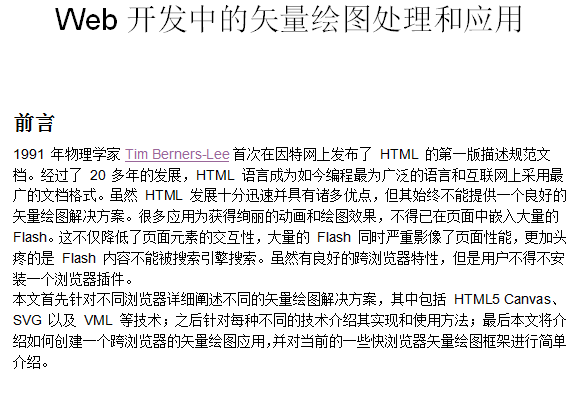 Web 开发中的矢量绘图处理和应用
前言
1991 年物理学家 Tim Berners-Lee 首次在因特网上发布了 HTML 的第一版描述规范文
档。经过了 20 多年的发展，HTML 语言成为如今编程最为广泛的语言和互联网上采用最
广的文档格式。虽然 HTML 发展十分迅速并具有诸多优点，但其始终不能提供一个良好的
矢量绘图解决方案。很多应用为获得绚丽的动画和绘图效果，不得已在页面中嵌入大量的
Flash。这不仅降低了页面元素的交互性，大量的 Flash 同时严重影像了页面性能，更加头
疼的是 Flash 内容不能被搜索引擎搜索。虽然有良好的跨浏览器特性，但是用户不得不安
装一个浏览器插件。
本文首先针对不同浏览器详细阐述不同的矢量绘图解决方案，其中包括 HTML5 Canvas、
SVG 以及 VML 等技术；之后针对每种不同的技术介绍其实现和使用方法；最后本文将介
绍如何创建一个跨浏览器的矢量绘图应用，并对当前的一些快浏览器矢量绘图框架进行简单
介绍。